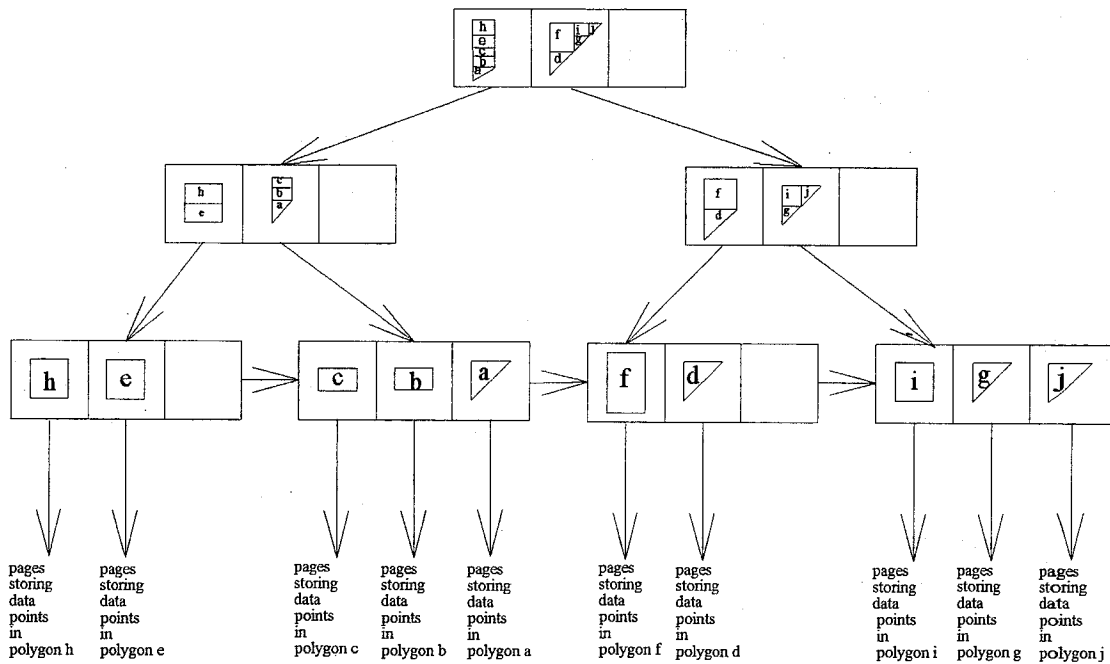 h
e
c
b
a
f i j
g
d
h
e
c
b
a
f
d
i j
g
h e
c b a
f d
i g j
pages
storing
data
points
in
polygon h
pages
storing
data
points
in
polygon e
pages
storing
data
points
in
polygon c
pages
storing
data
points
in
polygon b
pages
storing
data
points
in
polygon a
pages
storing
data
points
in
polygon f
pages
storing
data
points
in
polygon d
pages
storing
data
points
in
polygon i
pages
storing
data
points
in
polygon g
pages
storing
data
points
in
polygon j